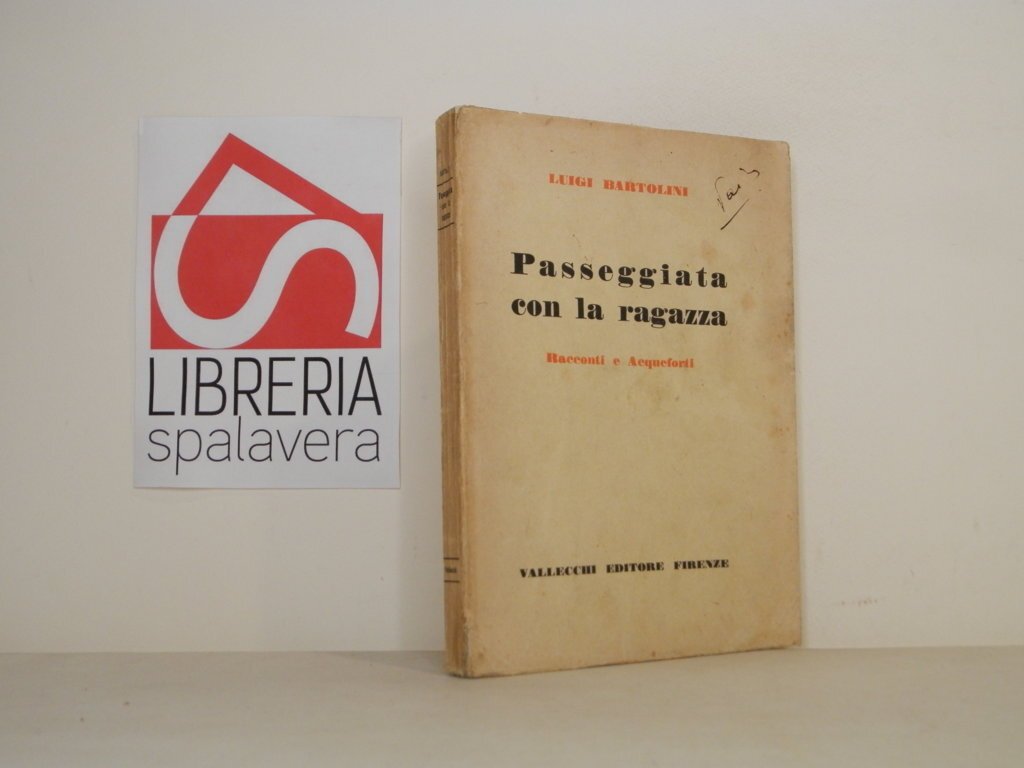 LIBRERIA
spalavera
LUIGI BARTOLINI
Passeggiata
con la ragazza
Racconti e Acqueforti
VALLECCHI EDITORE FIRENZE